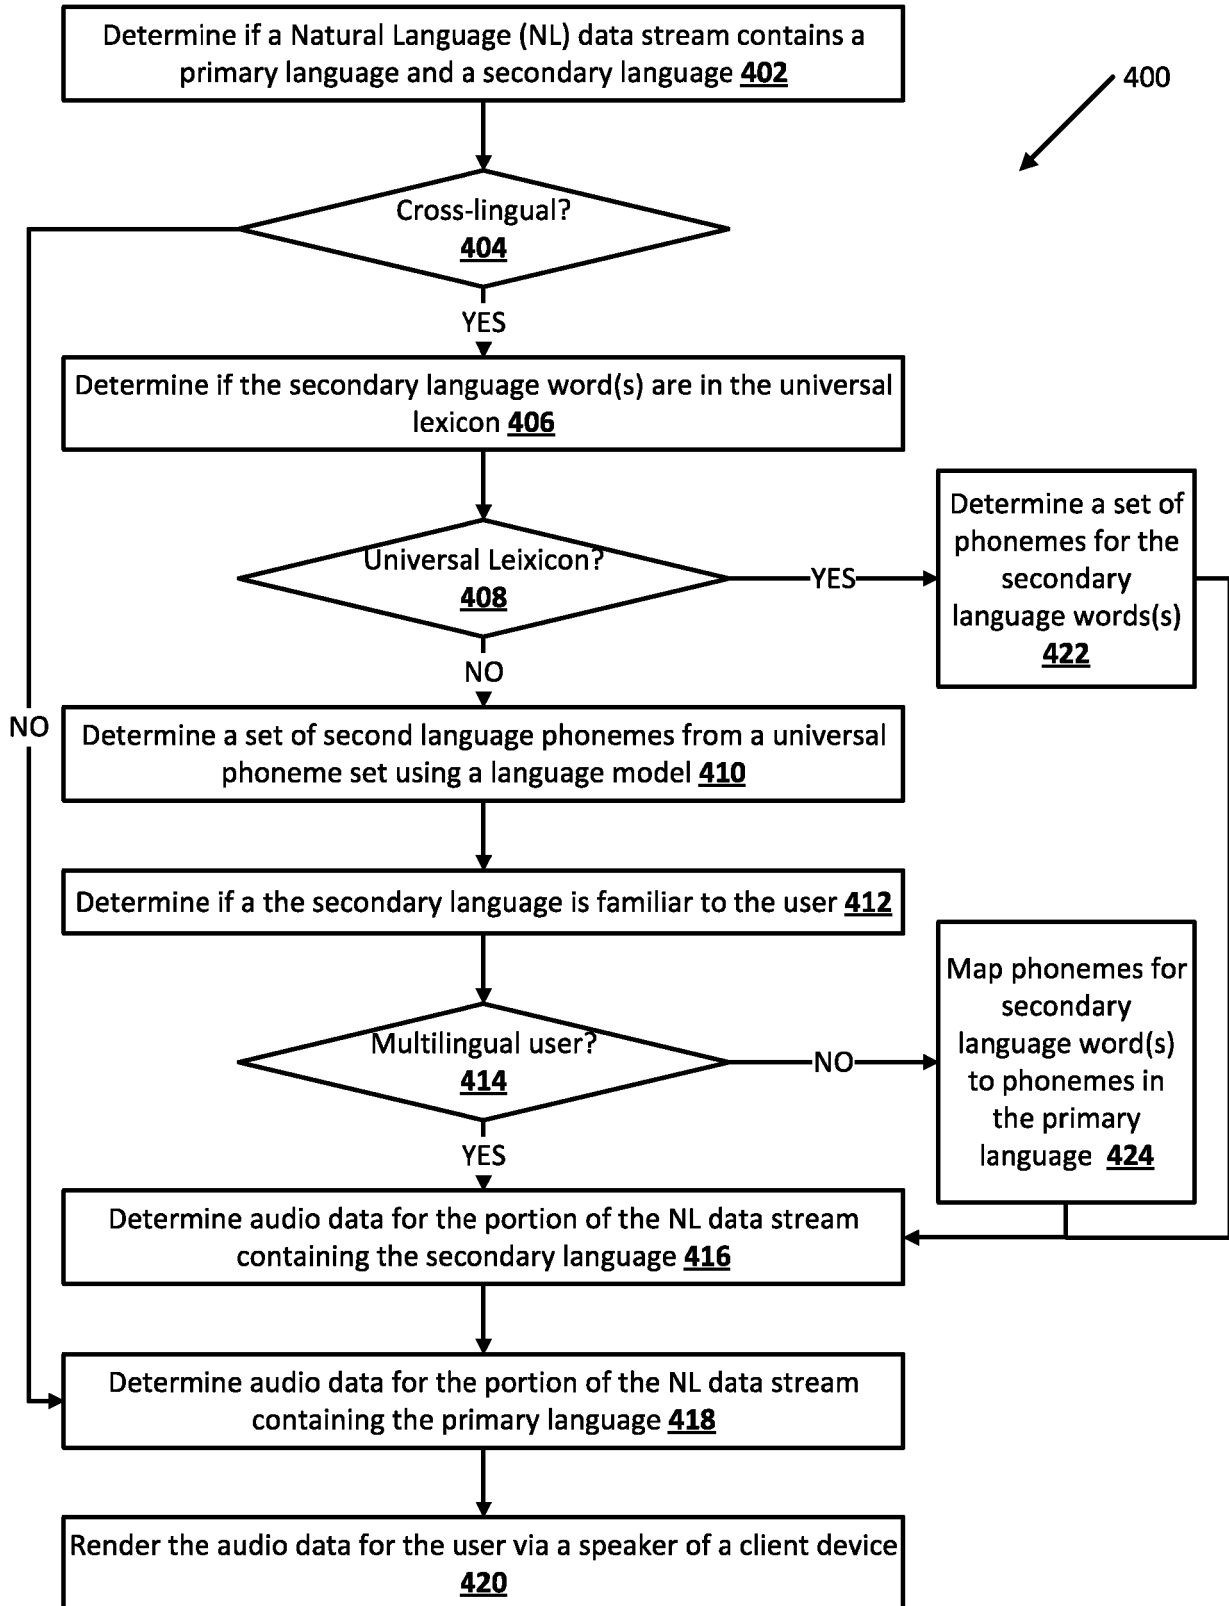 Determine if a Natural Language (NL) data stream contains a
primary language and a secondary language 402
400
Cross-lingual?
404
YES
Determine if the secondary language word(s) are in the universal
lexicon 406
Universal Leixicon?
408
YES
Determine a set of
phonemes for the
secondary
language words(s)
422
NO
NO
Determine a set of second language phonemes from a universal
phoneme set using a language model 410
Determine if a the secondary language is familiar to the user 412
Multilingual user?
414
NO
Map phonemes for
secondary
language word(s)
to phonemes in
the primary
language 424
YES
Determine audio data for the portion of the NL data stream
containing the secondary language 416
Determine audio data for the portion of the NL data stream
containing the primary language 418
Render the audio data for the user via a speaker of a client device
420